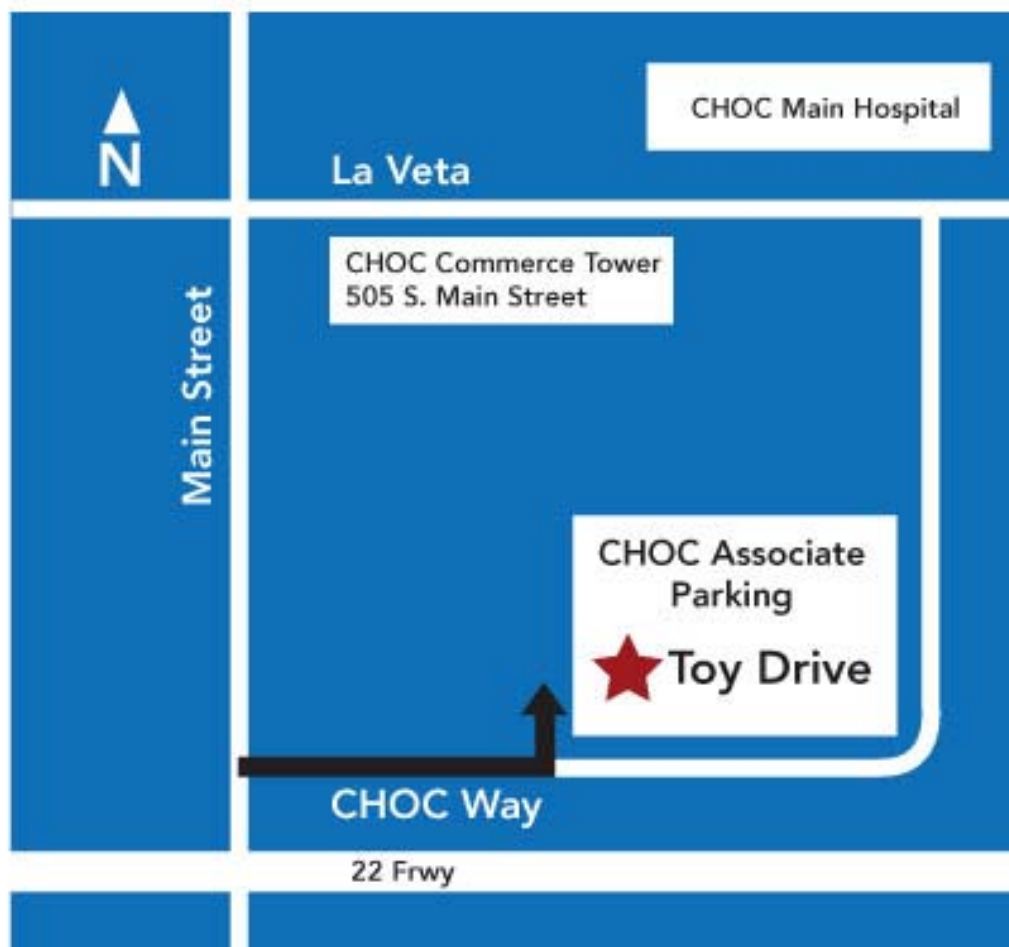 CHOC Main Hospital
N
La Veta
CHOC Commerce Tower
505 S. Main Street
Main Street
CHOC Associate
Parking
Toy Drive
CHOC Way
22 Frwy